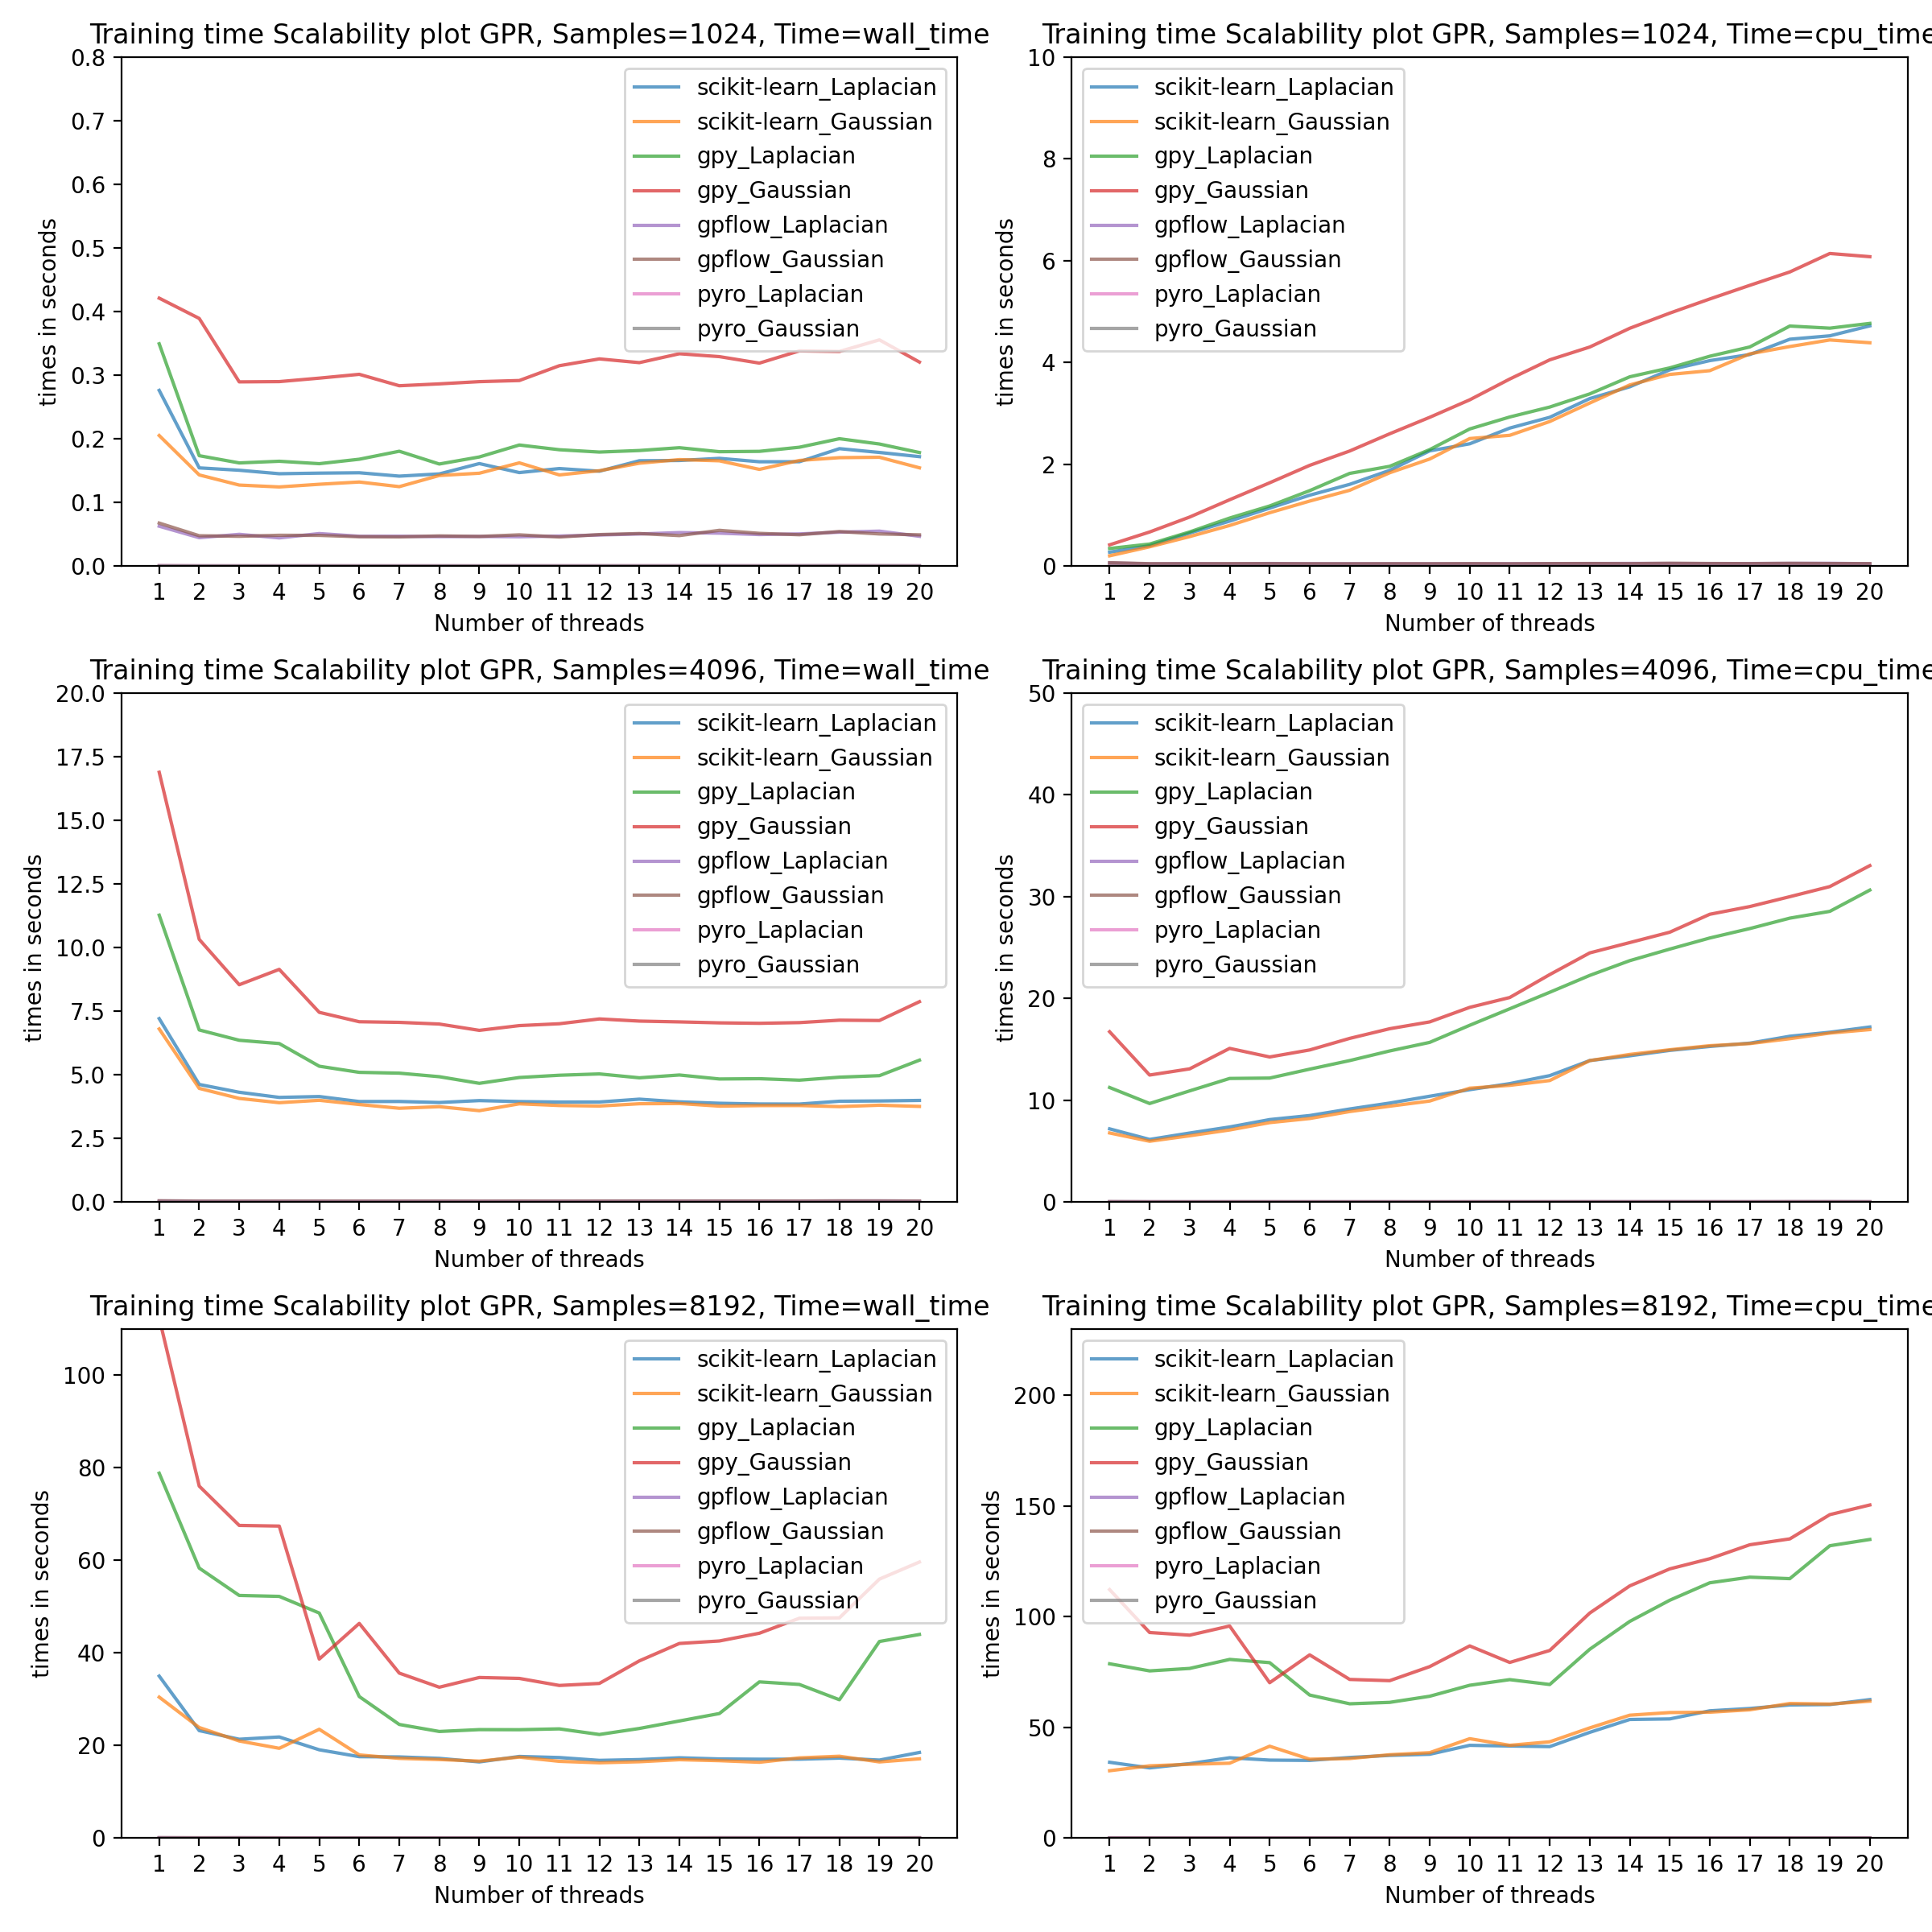 Training time Scalability plot GPR, Samples=1024, Time=wall_time
0.8
0.7
0.6
0.5
0.4
0.3
0.2
0.1
0.0
times in seconds
scikit-learn_Laplacian
scikit-learn_Gaussian
gpy_Laplacian
gpy_Gaussian
gpflow_Laplacian
gpflow_Gaussian
pyro_Laplacian
pyro_Gaussian
1 2 3 4 5 6 7 8 9 10 11 12 13 14 15 16 17 18 19 20
Number of threads
Training time Scalability plot GPR, Samples=1024, Time=cpu_time
10
8
6
4
2
0
times in seconds
scikit-learn_Laplacian
scikit-learn_Gaussian
gpy_Laplacian
gpy_Gaussian
gpflow_Laplacian
gpflow_Gaussian
pyro_Laplacian
pyro_Gaussian
1 2 3 4 5 6 7 8 9 10 11 12 13 14 15 16 17 18 19 20
Number of threads
Training time Scalability plot GPR, Samples=4096, Time=wall_time
20.0
17.5
15.0
12.5
10.0
7.5
5.0
2.5
0.0
times in seconds
scikit-learn_Laplacian
scikit-learn_Gaussian
gpy_Laplacian
gpy_Gaussian
gpflow_Laplacian
gpflow_Gaussian
pyro_Laplacian
pyro_Gaussian
1 2 3 4 5 6 7 8 9 10 11 12 13 14 15 16 17 18 19 20
Number of threads
Training time Scalability plot GPR, Samples=4096, Time=cpu_time
50
40
30
20
10
0
times in seconds
scikit-learn_Laplacian
scikit-learn_Gaussian
gpy_Laplacian
gpy_Gaussian
gpflow_Laplacian
gpflow_Gaussian
pyro_Laplacian
pyro_Gaussian
1 2 3 4 5 6 7 8 9 10 11 12 13 14 15 16 17 18 19 20
Number of threads
Training time Scalability plot GPR, Samples=8192, Time=wall_time
100
80
60
40
20
0
times in seconds
scikit-learn_Laplacian
scikit-learn_Gaussian
gpy_Laplacian
gpy_Gaussian
gpflow_Laplacian
gpflow_Gaussian
pyro_Laplacian
pyro_Gaussian
1 2 3 4 5 6 7 8 9 10 11 12 13 14 15 16 17 18 19 20
Number of threads
Training time Scalability plot GPR, Samples=8192, Time=cpu_time
200
150
100
50
0
times in seconds
scikit-learn_Laplacian
scikit-learn_Gaussian
gpy_Laplacian
gpy_Gaussian
gpflow_Laplacian
gpflow_Gaussian
pyro_Laplacian
pyro_Gaussian
1 2 3 4 5 6 7 8 9 10 11 12 13 14 15 16 17 18 19 20
Number of threads